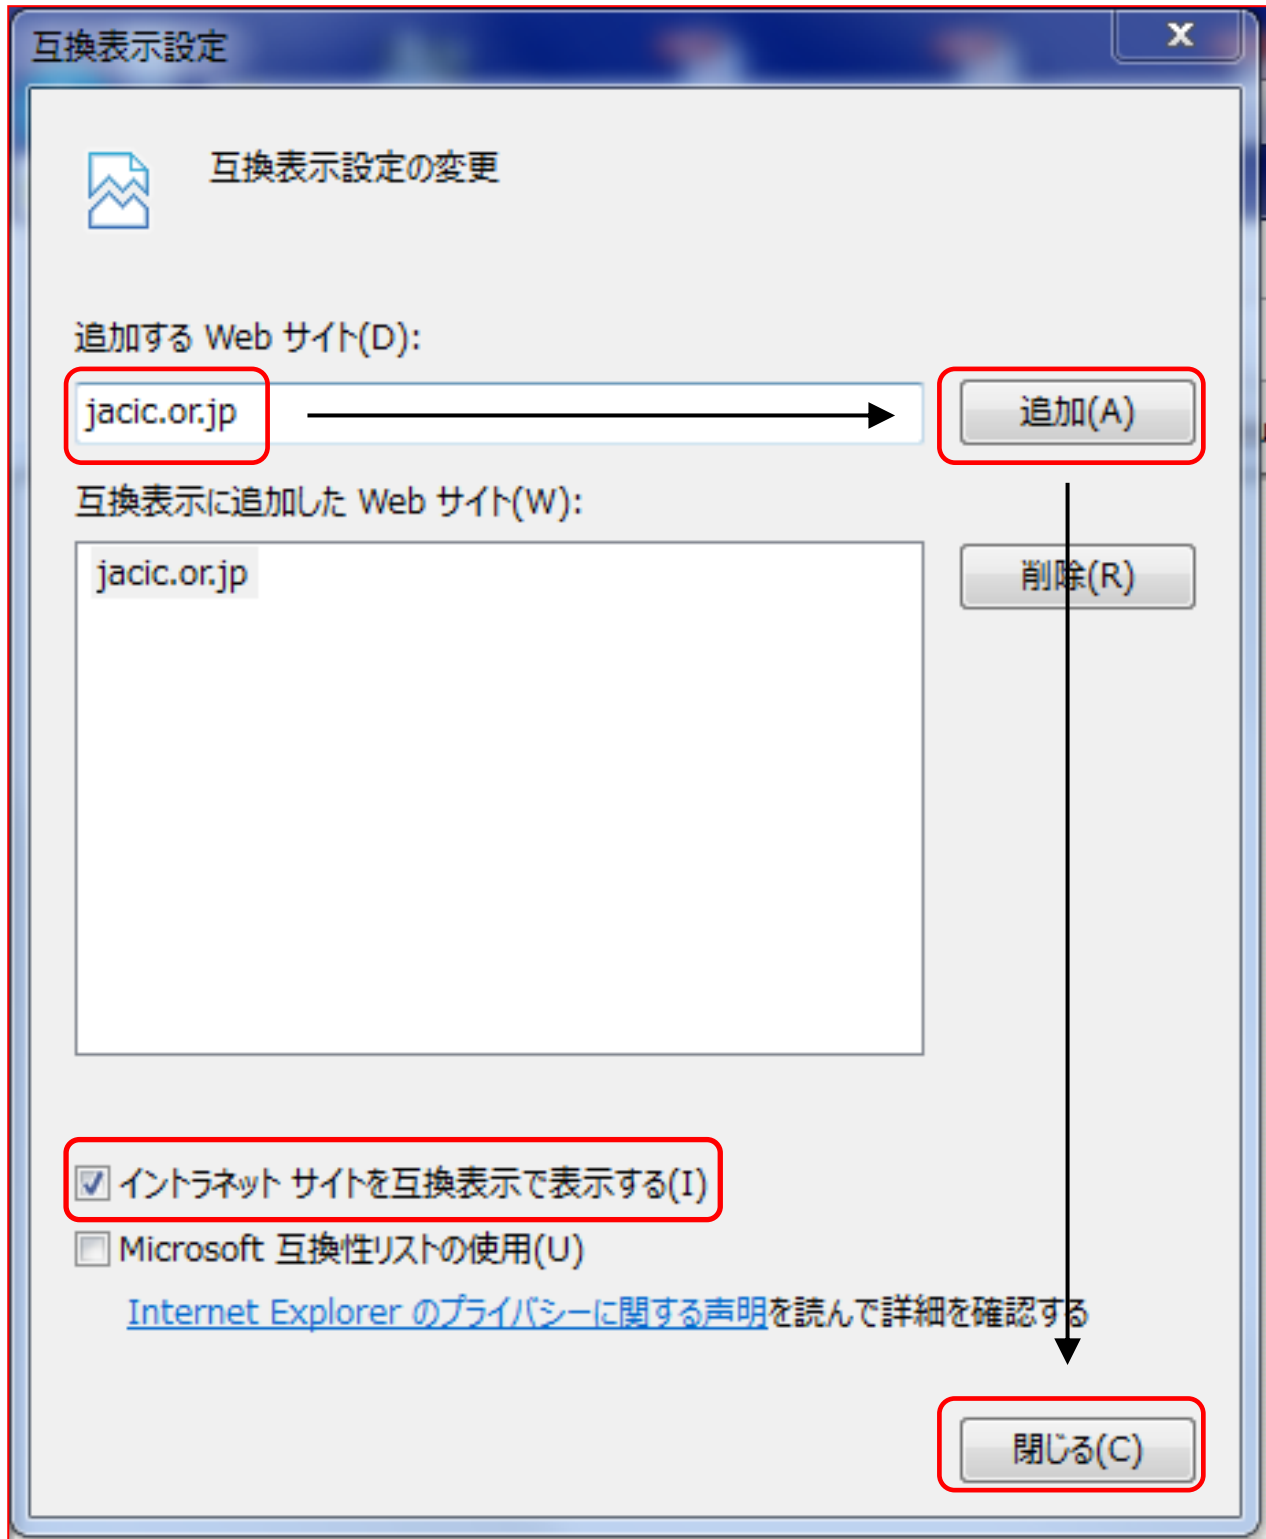 互換表示設定
互換表示設定の変更
追加する Web サイト(D):
jacic.or.jp
追加(A)
互換表示に追加した Web サイト(W):
jacic.or.jp
削除(R)
イントラネット サイトを互換表示で表示する(I)
Microsoft 互換性リストの使用(U)
Internet Explorer のプライバシーに関する声明を読んで詳細を確認する
閉じる(C)